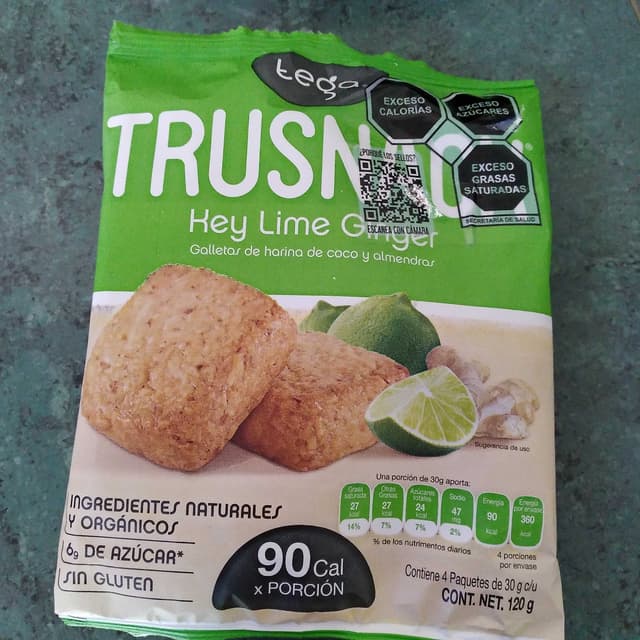 tega
TRUSNACK
Key Lime Ginger
Galletas de harina de coco y almendras
EXCESO
CALORÍAS
EXCESO
AZÚCARES
EXCESO
GRASAS
SATURADAS
SECRETARÍA DE SALUD
¿PORQUÉ LOS SELLOS?
ESCANEA CON CÁMARA
Sugerencia de uso
INGREDIENTES NATURALES
Y ORGÁNICOS
6g DE AZÚCAR*
SIN GLUTEN
90 Cal
x PORCIÓN
Una porción de 30g aporta:
Grasa saturada 27 kcal 14%
Otras Grasas 27 kcal 7%
Azúcares totales 24 kcal 7%
Sodio 47 mg 2%
Energía 90 kcal
Energía por envase 360 kcal
% de los nutrimentos diarios
4 porciones
por envase
Contiene 4 Paquetes de 30 g c/u
CONT. NET. 120 g